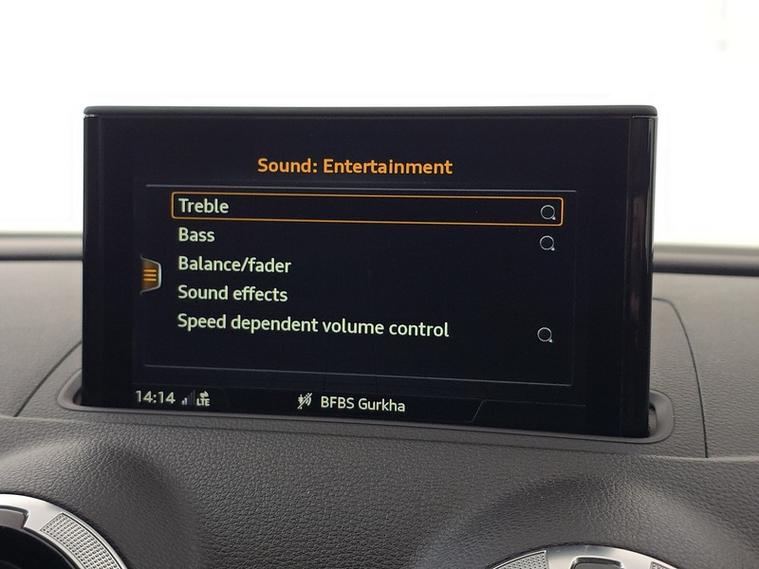 Sound: Entertainment
Treble
Bass
Balance/fader
Sound effects
Speed dependent volume control
14:14 LTE BFBS Gurkha